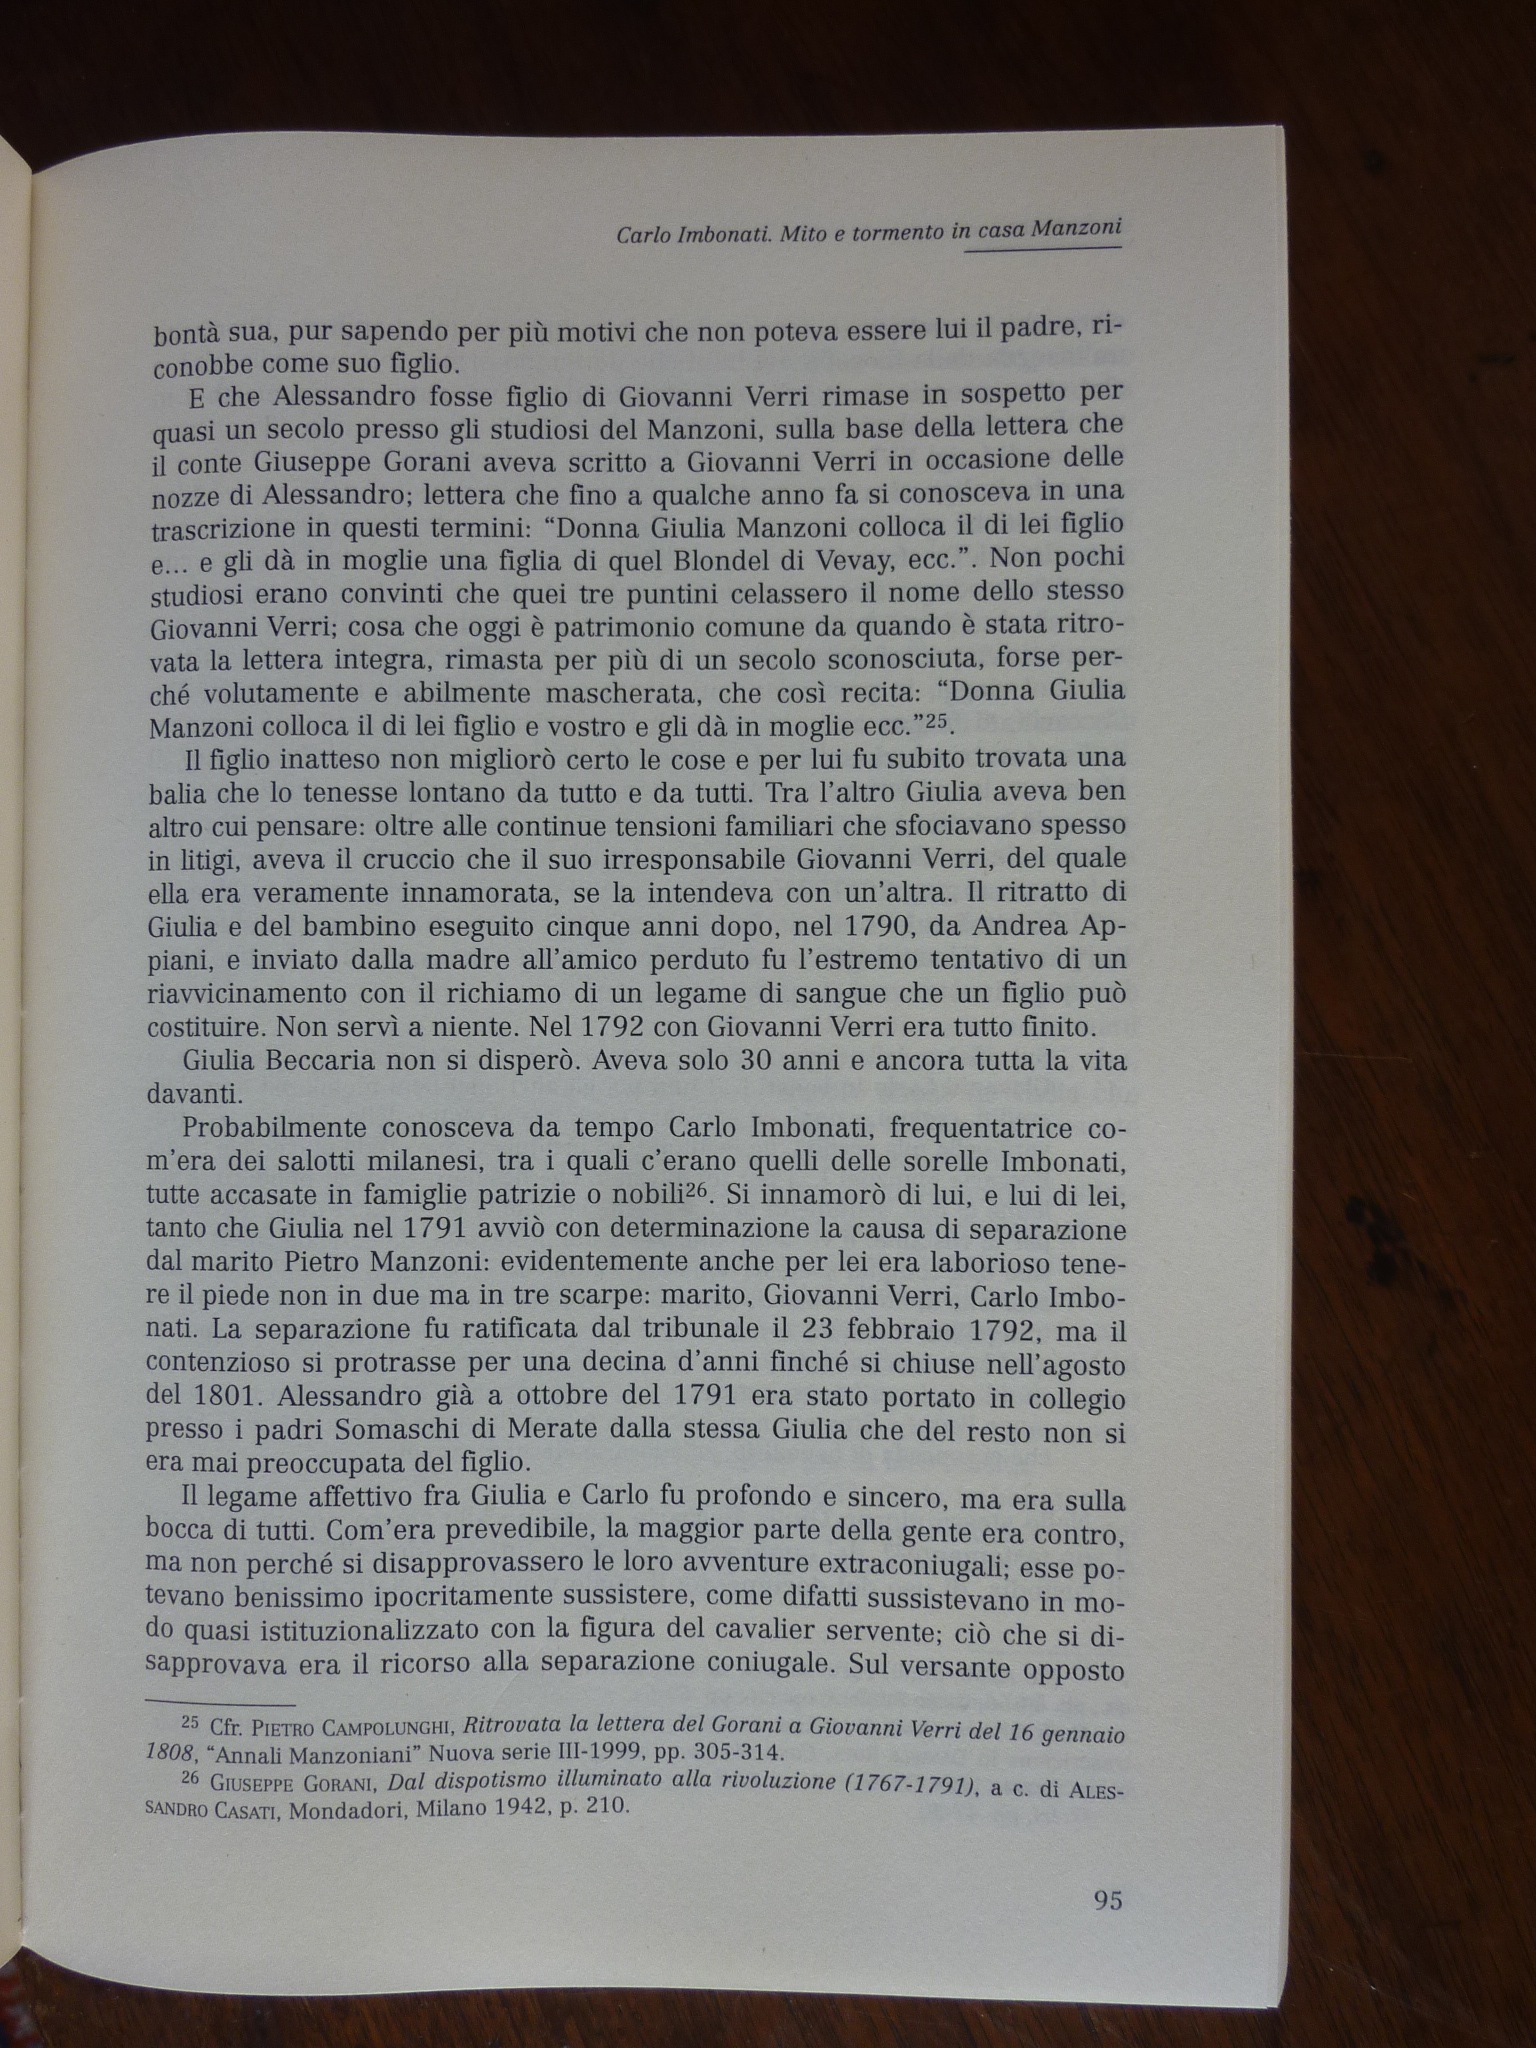 Carlo Imbonati. Mito e tormento in casa Manzoni
bontà sua, pur sapendo per più motivi che non poteva essere lui il padre, ri-
conobbe come suo figlio.
E che Alessandro fosse figlio di Giovanni Verri rimase in sospetto per
quasi un secolo presso gli studiosi del Manzoni, sulla base della lettera che
il conte Giuseppe Gorani aveva scritto a Giovanni Verri in occasione delle
nozze di Alessandro; lettera che fino a qualche anno fa si conosceva in una
trascrizione in questi termini: “Donna Giulia Manzoni colloca il di lei figlio
e... e gli dà in moglie una figlia di quel Blondel di Vevay, ecc.”. Non pochi
studiosi erano convinti che quei tre puntini celassero il nome dello stesso
Giovanni Verri; cosa che oggi è patrimonio comune da quando è stata ritro-
vata la lettera integra, rimasta per più di un secolo sconosciuta, forse per-
ché volutamente e abilmente mascherata, che così recita: “Donna Giulia
Manzoni colloca il di lei figlio e vostro e gli dà in moglie ecc.”25.
Il figlio inatteso non migliorò certo le cose e per lui fu subito trovata una
balia che lo tenesse lontano da tutto e da tutti. Tra l’altro Giulia aveva ben
altro cui pensare: oltre alle continue tensioni familiari che sfociavano spesso
in litigi, aveva il cruccio che il suo irresponsabile Giovanni Verri, del quale
ella era veramente innamorata, se la intendeva con un’altra. Il ritratto di
Giulia e del bambino eseguito cinque anni dopo, nel 1790, da Andrea Ap-
piani, e inviato dalla madre all’amico perduto fu l’estremo tentativo di un
riavvicinamento con il richiamo di un legame di sangue che un figlio può
costituire. Non servì a niente. Nel 1792 con Giovanni Verri era tutto finito.
Giulia Beccaria non si disperò. Aveva solo 30 anni e ancora tutta la vita
davanti.
Probabilmente conosceva da tempo Carlo Imbonati, frequentatrice co-
m’era dei salotti milanesi, tra i quali c’erano quelli delle sorelle Imbonati,
tutte accasate in famiglie patrizie o nobili26. Si innamorò di lui, e lui di lei,
tanto che Giulia nel 1791 avviò con determinazione la causa di separazione
dal marito Pietro Manzoni: evidentemente anche per lei era laborioso tene-
re il piede non in due ma in tre scarpe: marito, Giovanni Verri, Carlo Imbo-
nati. La separazione fu ratificata dal tribunale il 23 febbraio 1792, ma il
contenzioso si protrasse per una decina d’anni finché si chiuse nell’agosto
del 1801. Alessandro già a ottobre del 1791 era stato portato in collegio
presso i padri Somaschi di Merate dalla stessa Giulia che del resto non si
era mai preoccupata del figlio.
Il legame affettivo fra Giulia e Carlo fu profondo e sincero, ma era sulla
bocca di tutti. Com’era prevedibile, la maggior parte della gente era contro,
ma non perché si disapprovassero le loro avventure extraconiugali; esse po-
tevano benissimo ipocritamente sussistere, come difatti sussistevano in mo-
do quasi istituzionalizzato con la figura del cavalier servente; ciò che si di-
sapprovava era il ricorso alla separazione coniugale. Sul versante opposto
25 Cfr. PIETRO CAMPOLUNGHI, Ritrovata la lettera del Gorani a Giovanni Verri del 16 gennaio
1808, “Annali Manzoniani” Nuova serie III-1999, pp. 305-314.
26 GIUSEPPE GORANI, Dal dispotismo illuminato alla rivoluzione (1767-1791), a c. di ALES-
SANDRO CASATI, Mondadori, Milano 1942, p. 210.
95